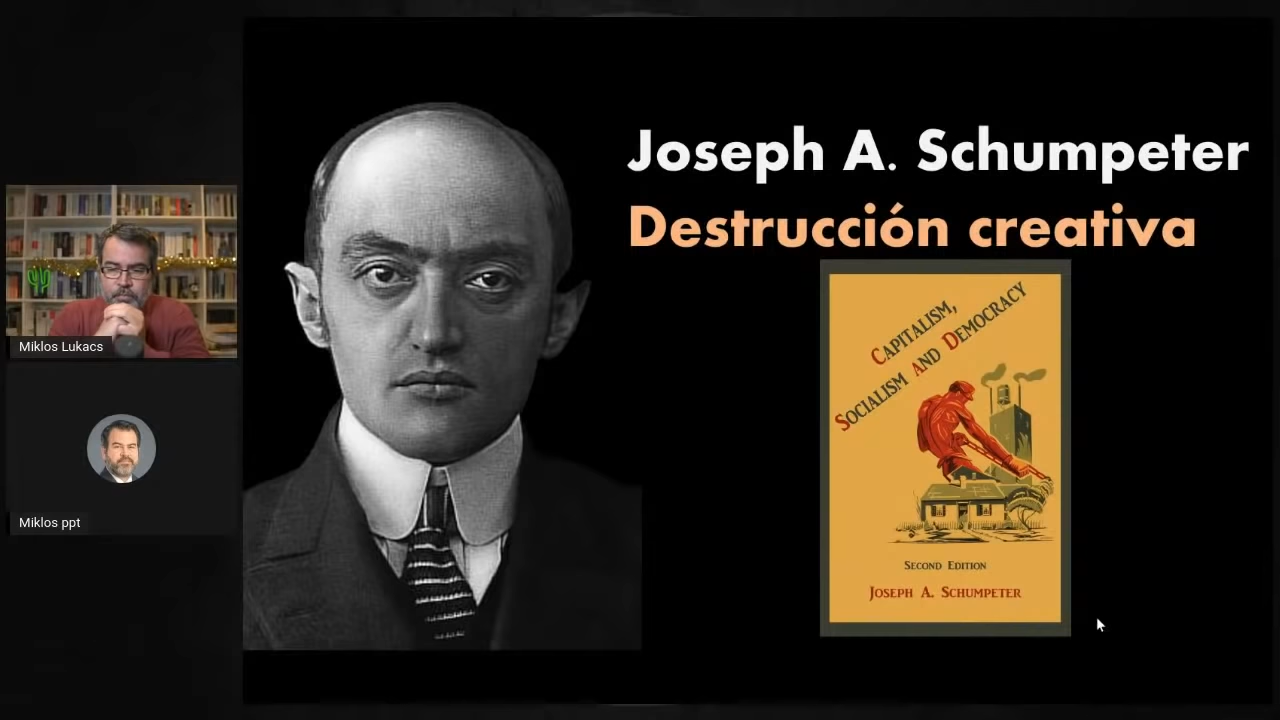 Joseph A. Schumpeter
Destrucción creativa
CAPITALISM,
SOCIALISM AND DEMOCRACY
SECOND EDITION
JOSEPH A. SCHUMPETER
Miklos Lukacs
Miklos ppt